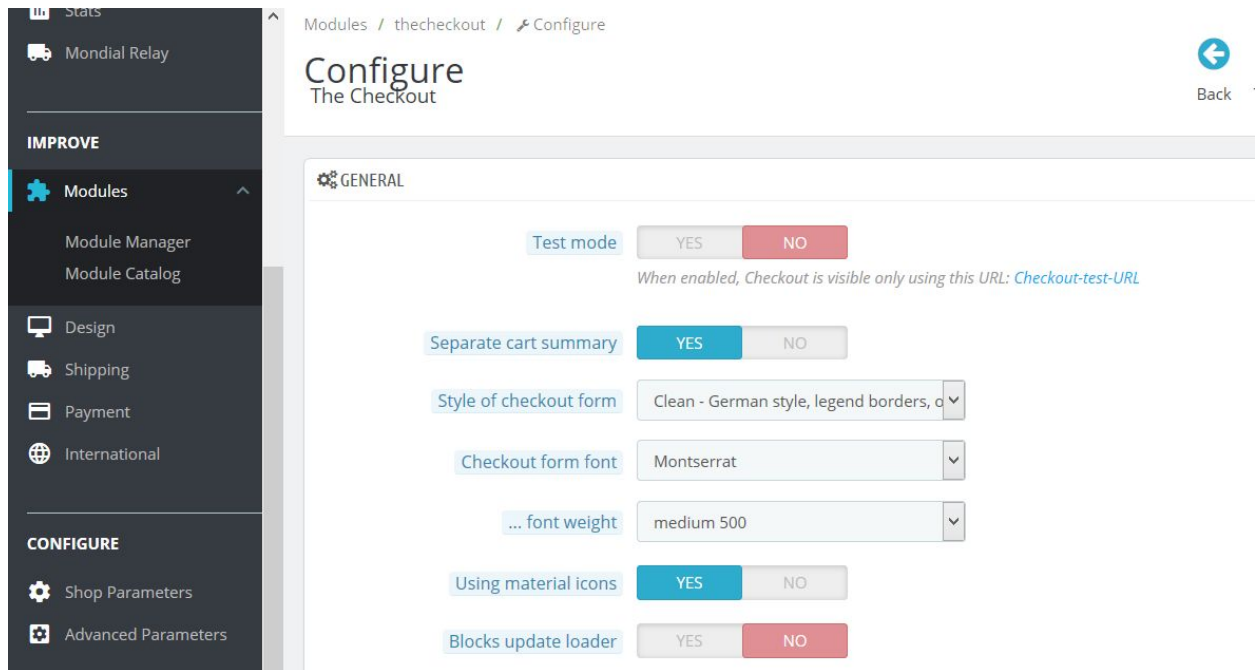 Stats
Mondial Relay
IMPROVE
Modules
Module Manager
Module Catalog
Design
Shipping
Payment
International
CONFIGURE
Shop Parameters
Advanced Parameters
Modules / thecheckout / Configure
Configure
The Checkout
Back
GENERAL
Test mode YES NO
When enabled, Checkout is visible only using this URL: Checkout-test-URL
Separate cart summary YES NO
Style of checkout form Clean - German style, legend borders, o
Checkout form font Montserrat
... font weight medium 500
Using material icons YES NO
Blocks update loader YES NO